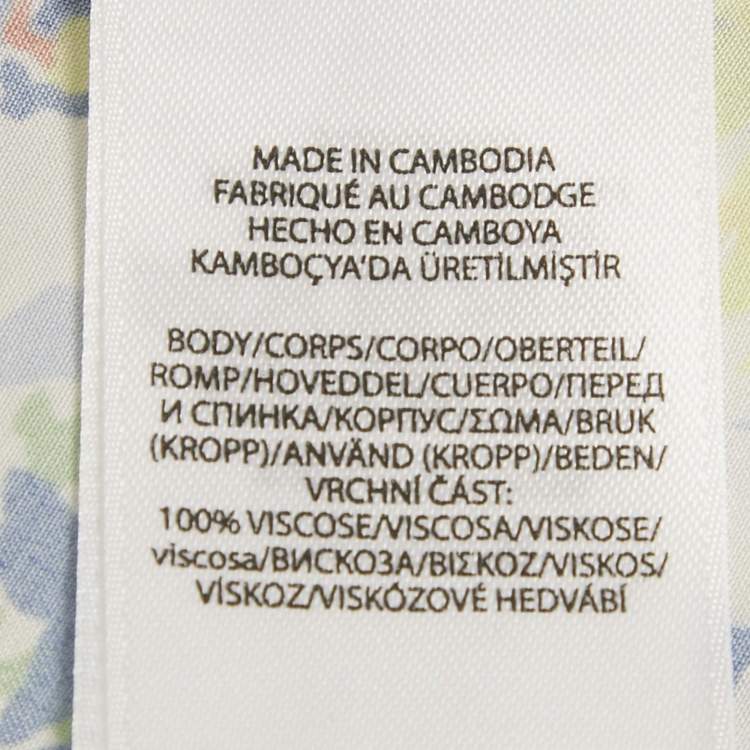 MADE IN CAMBODIA
FABRIQUÉ AU CAMBODGE
HECHO EN CAMBOYA
KAMBOÇYA'DA ÜRETİLMİŞTİR
BODY/CORPS/CORPO/OBERTEIL/
ROMP/HOVEDDEL/CUERPO/ПЕРЕД
И СПИНКА/КОРПУС/ΣΩΜΑ/BRUK
(KROPP)/ANVÄND (KROPP)/BEDEN/
VRCHNÍ ČÁST:
100% VISCOSE/VISCOSA/VISKOSE/
viscosa/ВИСКОЗА/ΒΙΣΚΟΖ/VISKOS/
VÍSKOZ/VISKÓZOVÉ HEDVÁBÍ